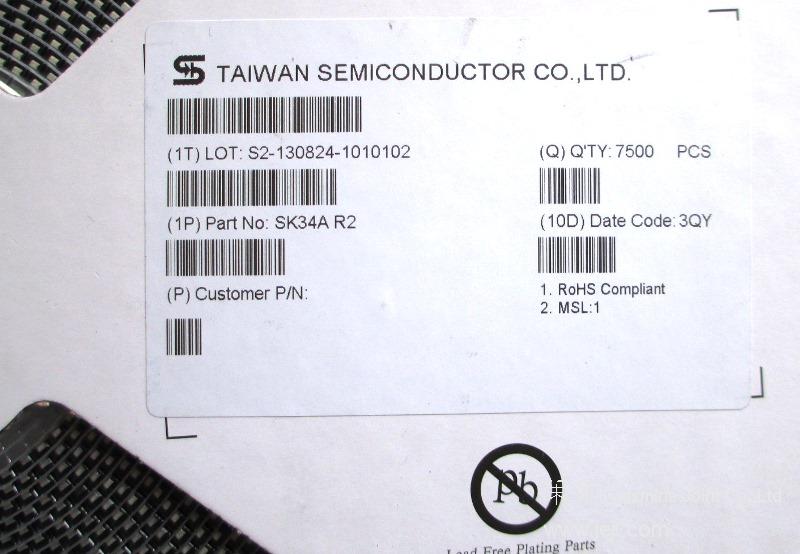 TAIWAN SEMICONDUCTOR CO.,LTD.
(1T) LOT: S2-130824-1010102
(Q) Q'TY: 7500 PCS
(1P) Part No: SK34A R2
(10D) Date Code: 3QY
(P) Customer P/N:
1. RoHS Compliant
2. MSL:1
Pb
Lead Free Plating Parts